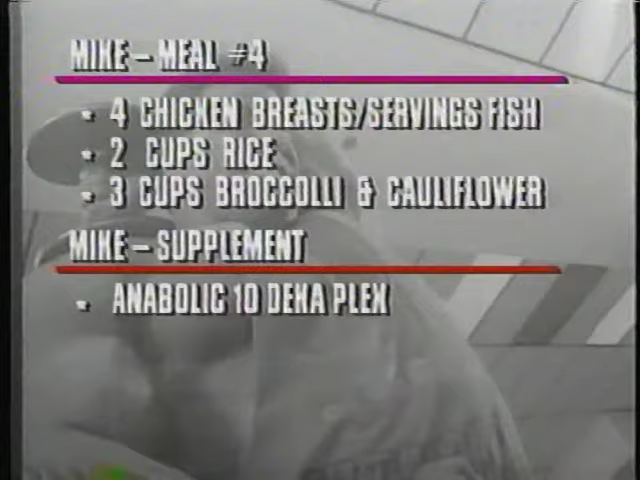 MIKE – MEAL #4
• 4 CHICKEN BREASTS/SERVINGS FISH
• 2 CUPS RICE
• 3 CUPS BROCCOLLI & CAULIFLOWER
MIKE – SUPPLEMENT
• ANABOLIC 10 DEKA PLEX